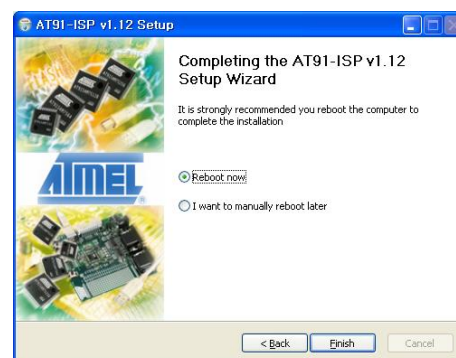 AT91-ISP v1.12 Setup
Completing the AT91-ISP v1.12
Setup Wizard
It is strongly recommended you reboot the computer to
complete the installation
ATMEL
Reboot now
I want to manually reboot later
< Back
Finish
Cancel